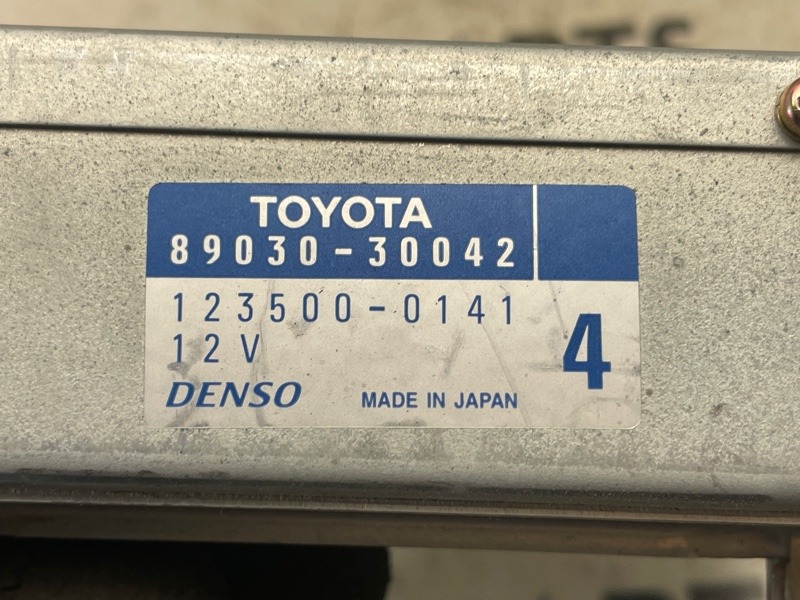 TOYOTA
89030-30042
123500-0141
12V
4
DENSO MADE IN JAPAN